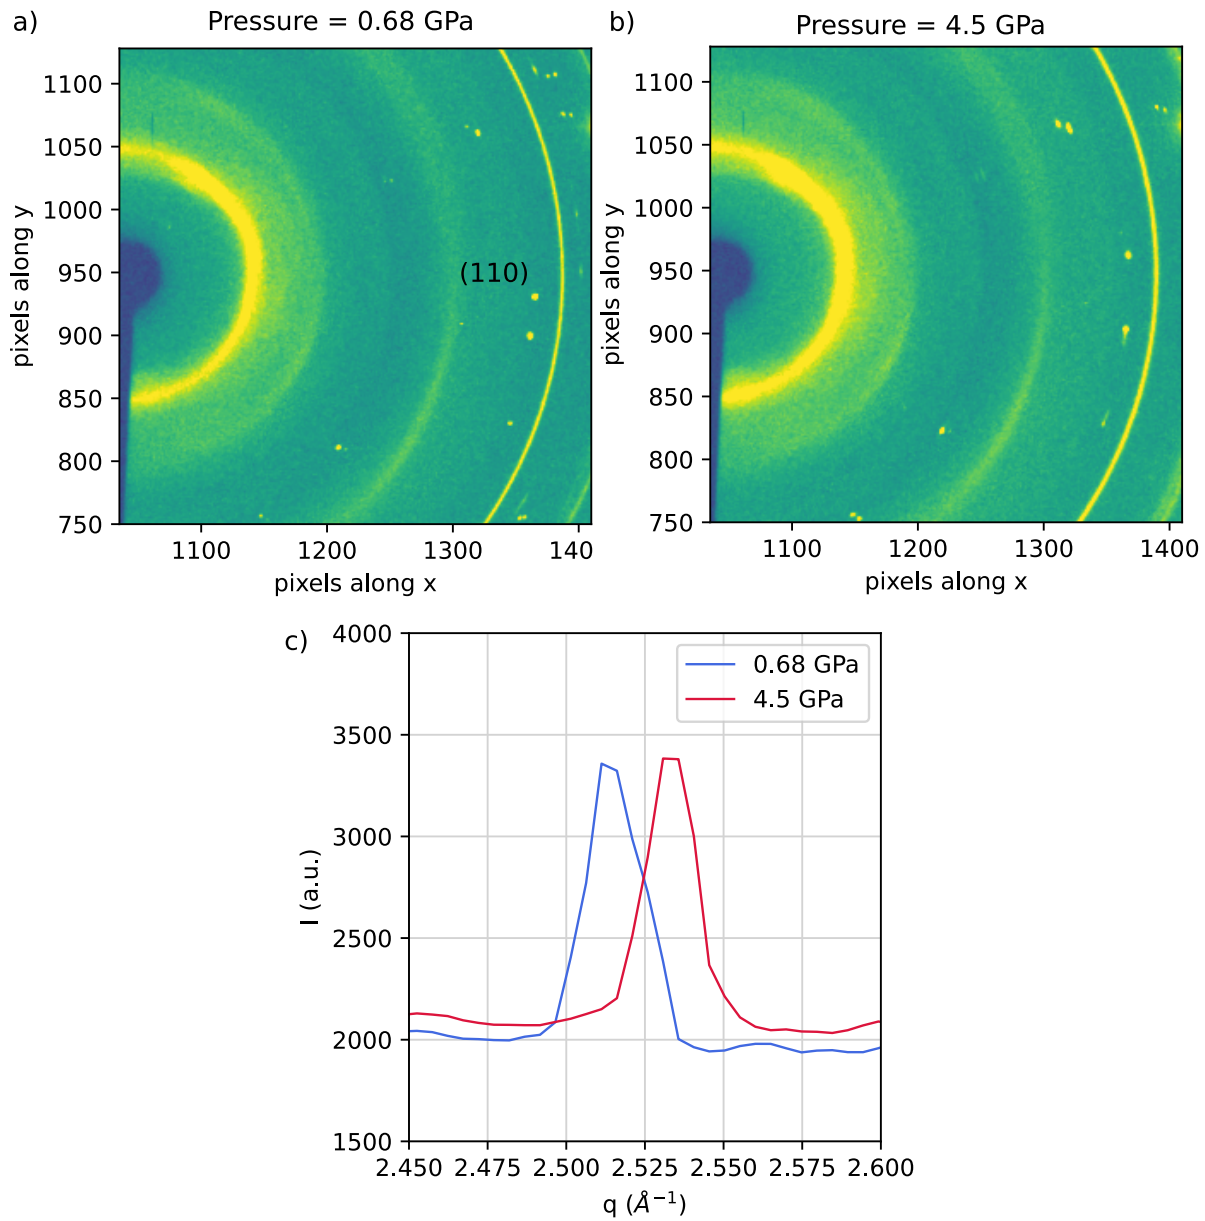 a)
Pressure = 0.68 GPa
1100
1050
1000
950
900
850
800
750
pixels along y
(110)
1100 1200 1300 140
pixels along x
b)
Pressure = 4.5 GPa
1100
1050
1000
950
900
850
800
750
pixels along y
1100 1200 1300 1400
pixels along x
c)
4000
3500
3000
2500
2000
1500
I (a.u.)
0.68 GPa
4.5 GPa
2.450 2.475 2.500 2.525 2.550 2.575 2.600
q (Å⁻¹)